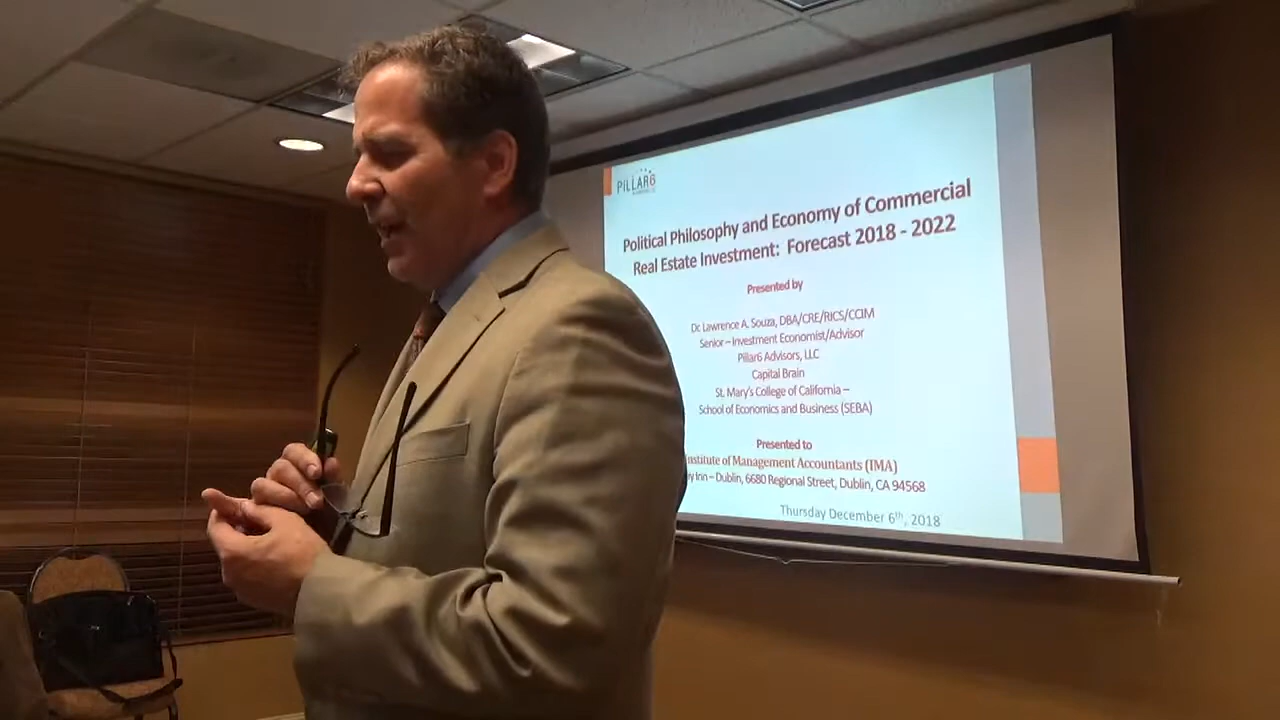 PILLAR6
Political Philosophy and Economy of Commercial
Real Estate Investment: Forecast 2018 - 2022
Presented by
Dr. Lawrence A. Souza, DBA/CRE/RICS/CCIM
Senior – Investment Economist/Advisor
Pillar6 Advisors, LLC
Capital Brain
St. Mary's College of California –
School of Economics and Business (SEBA)
Presented to
Institute of Management Accountants (IMA)
Inn – Dublin, 6680 Regional Street, Dublin, CA 94568
Thursday December 6th, 2018